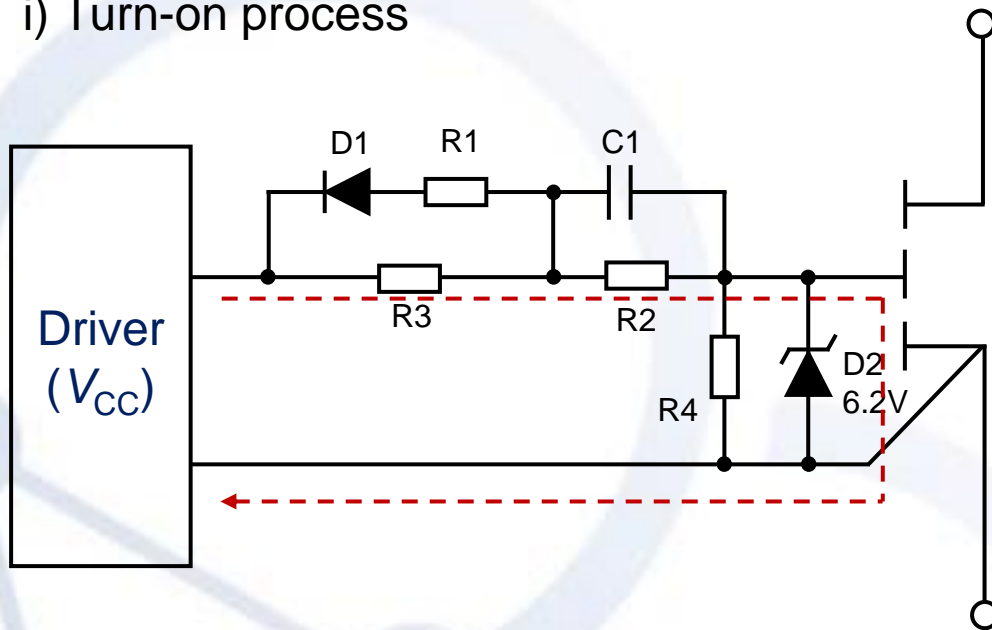 i) Turn-on process
D1
R1
C1
R3
R2
Driver
(VCC)
R4
D2
6.2V